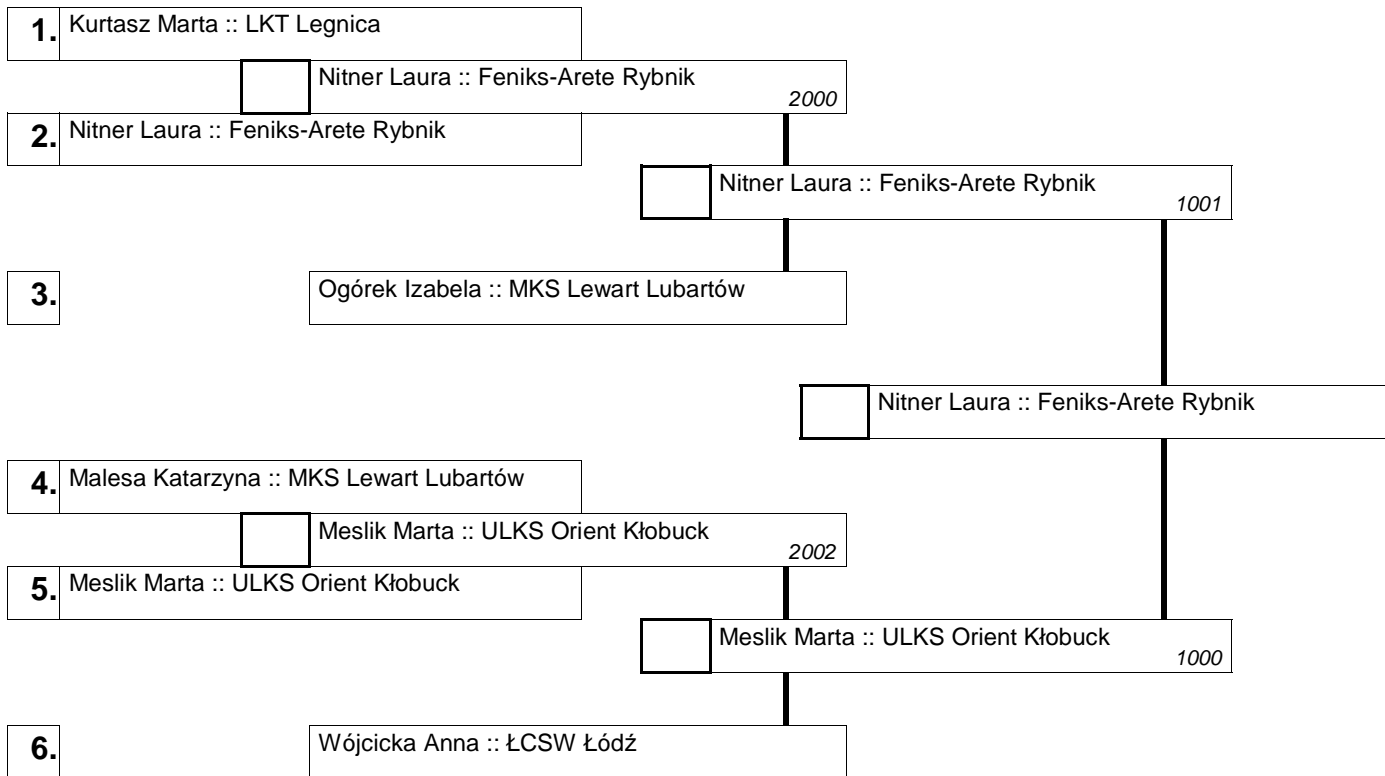 1. Kurtasz Marta :: LKT Legnica
Nitner Laura :: Feniks-Arete Rybnik
2000
2. Nitner Laura :: Feniks-Arete Rybnik
Nitner Laura :: Feniks-Arete Rybnik
1001
3. Ogórek Izabela :: MKS Lewart Lubartów
Nitner Laura :: Feniks-Arete Rybnik
4. Malesa Katarzyna :: MKS Lewart Lubartów
Meslik Marta :: ULKS Orient Kłobuck
2002
5. Meslik Marta :: ULKS Orient Kłobuck
Meslik Marta :: ULKS Orient Kłobuck
1000
6. Wójcicka Anna :: ŁCSW Łódź